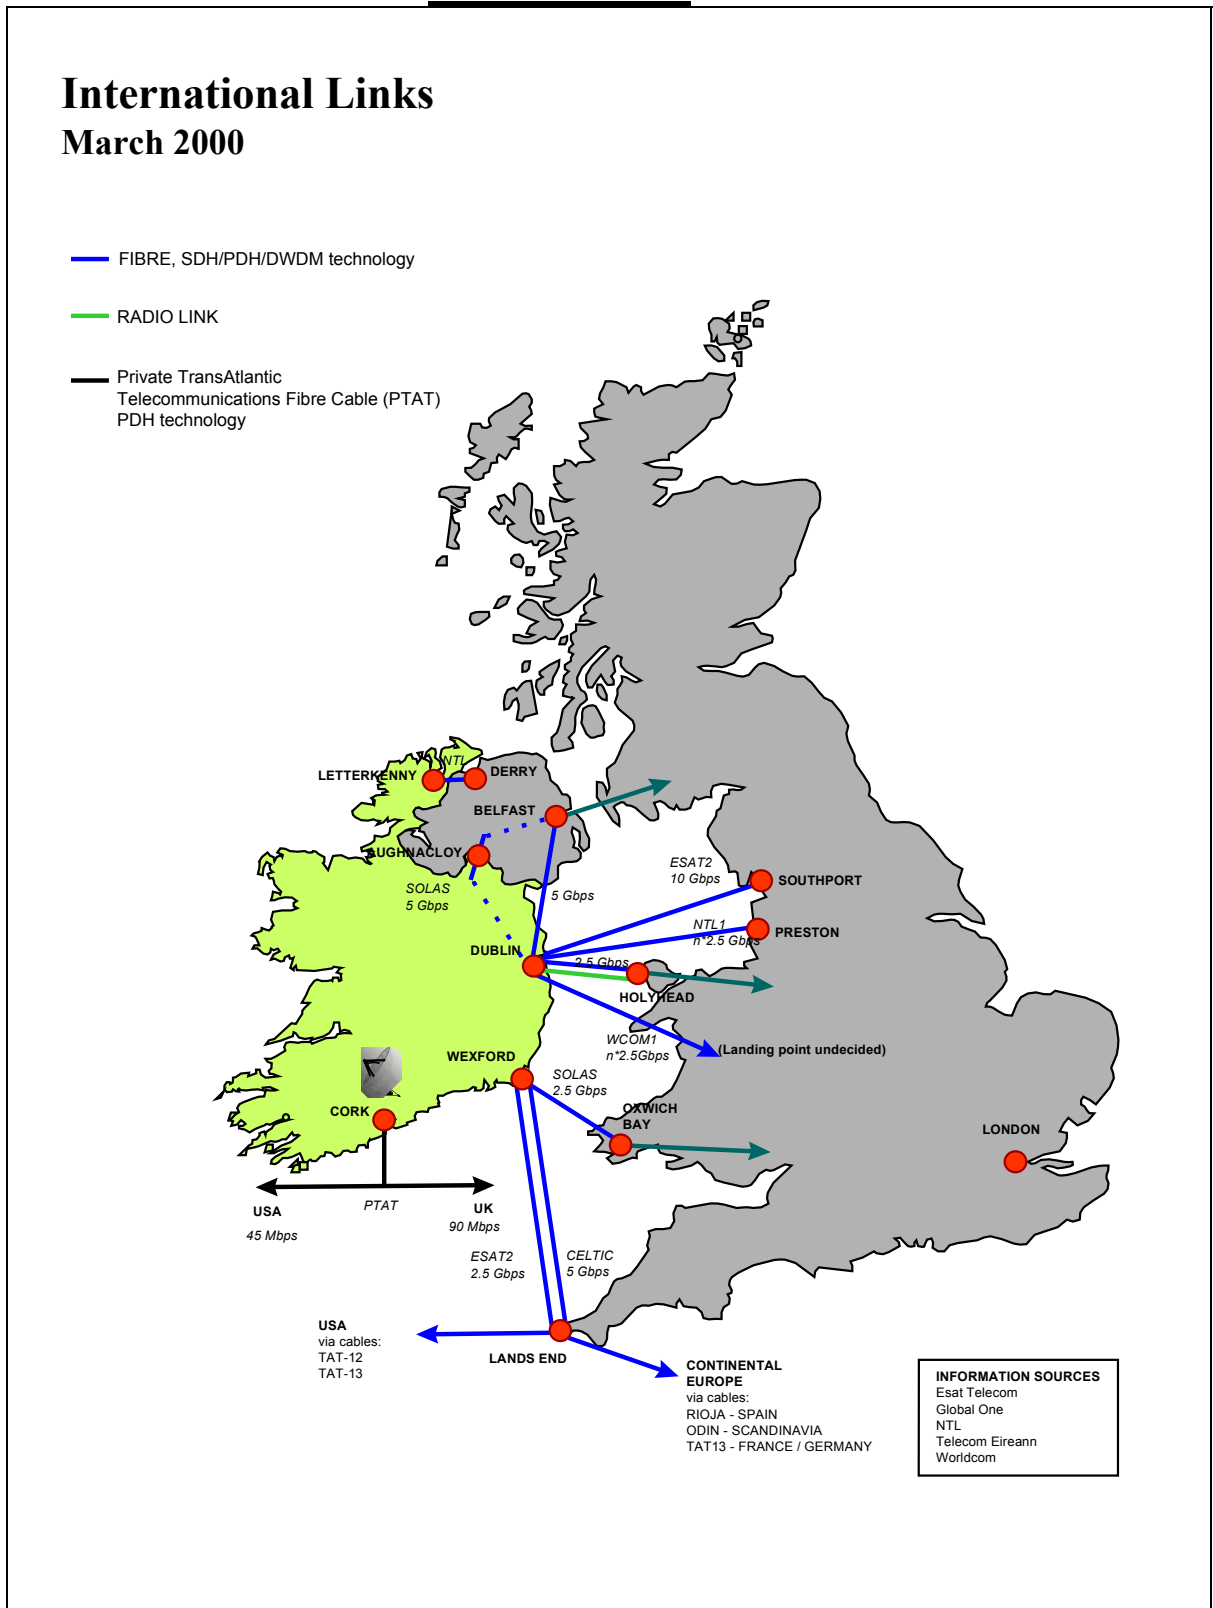 International Links
March 2000
FIBRE, SDH/PDH/DWDM technology
RADIO LINK
Private TransAtlantic
Telecommunications Fibre Cable (PTAT)
PDH technology
NTL
LETTERKENNY
DERRY
BELFAST
AUGHNACLOY
SOLAS
5 Gbps
5 Gbps
ESAT2
10 Gbps
SOUTHPORT
NTL1
n*2.5 Gbps
PRESTON
DUBLIN
2.5 Gbps
HOLYHEAD
WCOM1
n*2.5Gbps
(Landing point undecided)
WEXFORD
SOLAS
2.5 Gbps
OXWICH
BAY
CORK
LONDON
USA
45 Mbps
PTAT
UK
90 Mbps
ESAT2
2.5 Gbps
CELTIC
5 Gbps
USA
via cables:
TAT-12
TAT-13
LANDS END
CONTINENTAL
EUROPE
via cables:
RIOJA - SPAIN
ODIN - SCANDINAVIA
TAT13 - FRANCE / GERMANY
INFORMATION SOURCES
Esat Telecom
Global One
NTL
Telecom Eireann
Worldcom